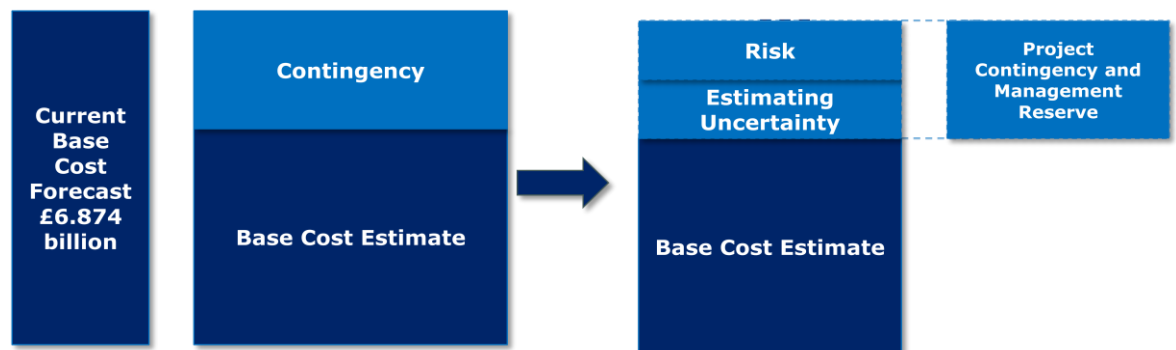 Current
Base
Cost
Forecast
£6.874
billion
Contingency
Base Cost Estimate
Risk
Estimating
Uncertainty
Base Cost Estimate
Project
Contingency and
Management
Reserve